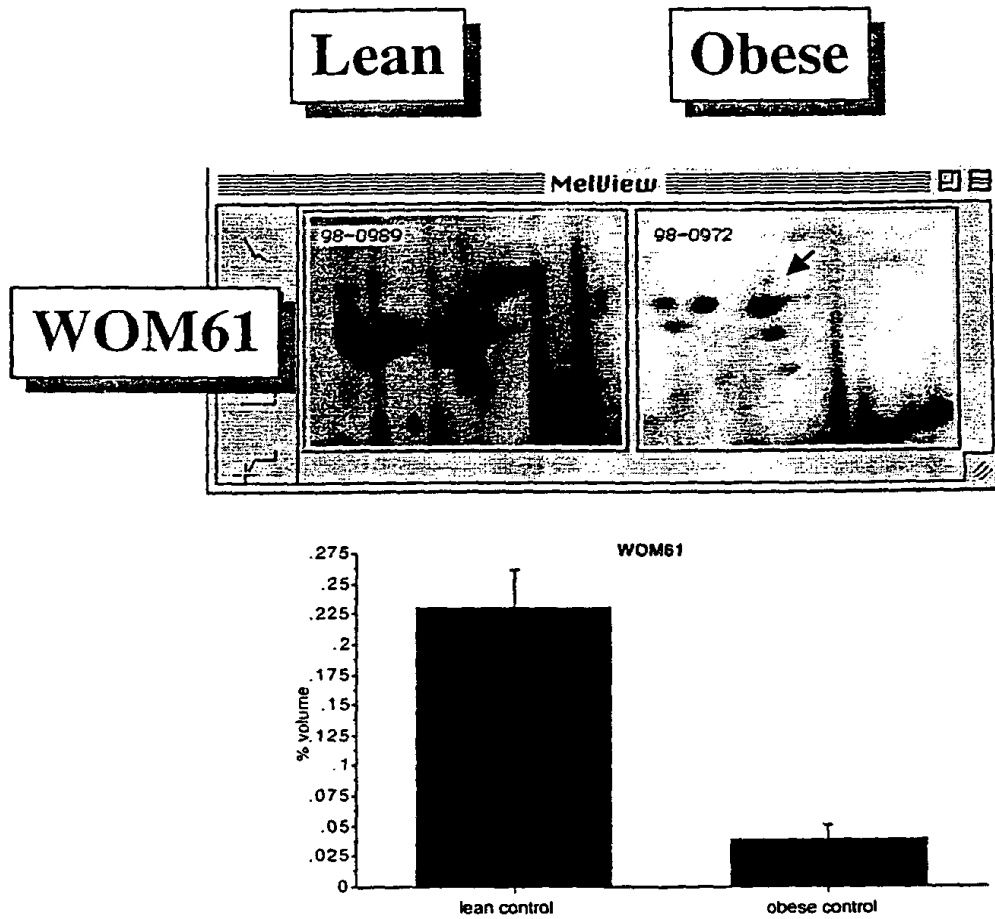 Lean
Obese
MelView
98-0989
98-0972
WOM61
WOM61
.275
.25
.225
.2
.175
.15
.125
.1
.075
.05
.025
0
% volume
lean control
obese control